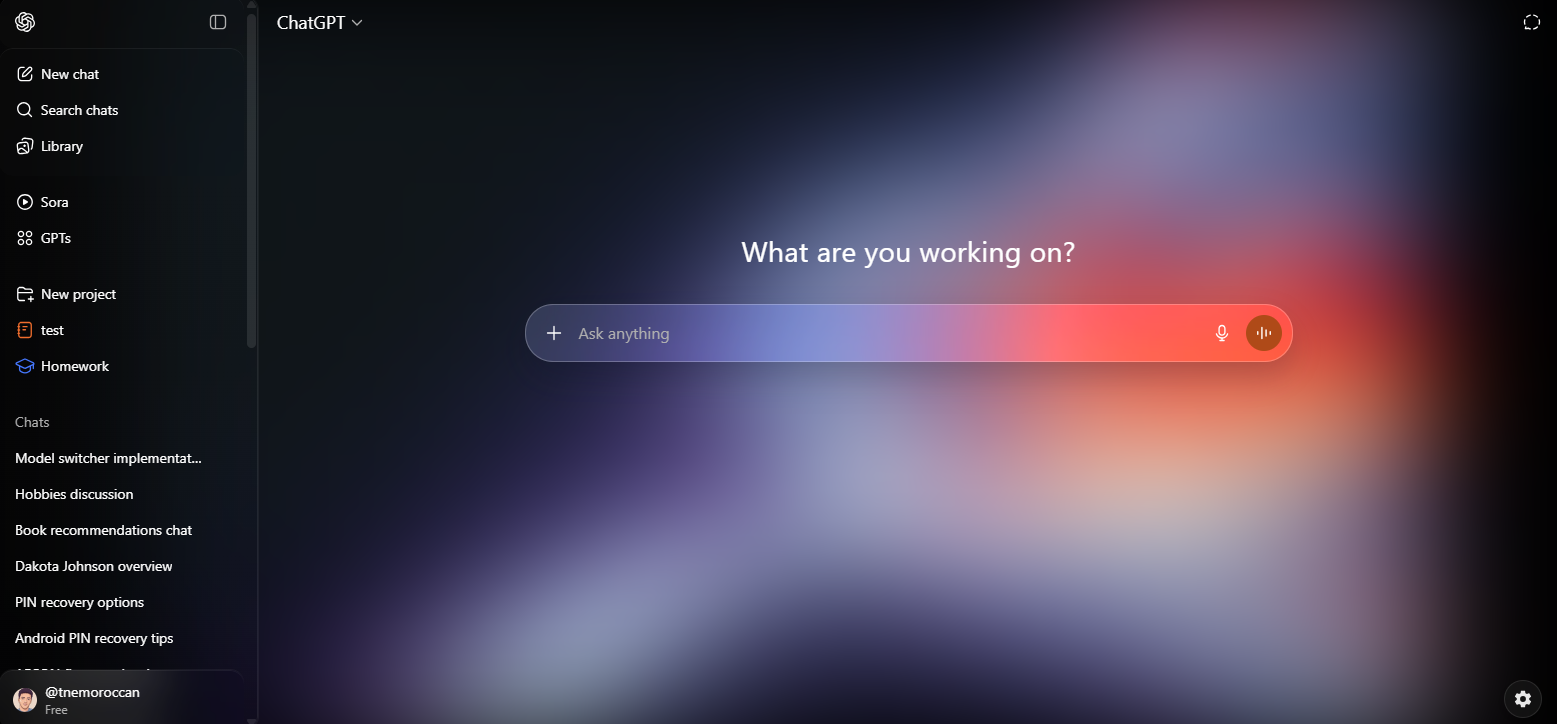 ChatGPT
New chat
Search chats
Library
Sora
GPTs
New project
test
Homework
Chats
Model switcher implementat...
Hobbies discussion
Book recommendations chat
Dakota Johnson overview
PIN recovery options
Android PIN recovery tips
@tnemoroccan
Free
What are you working on?
Ask anything